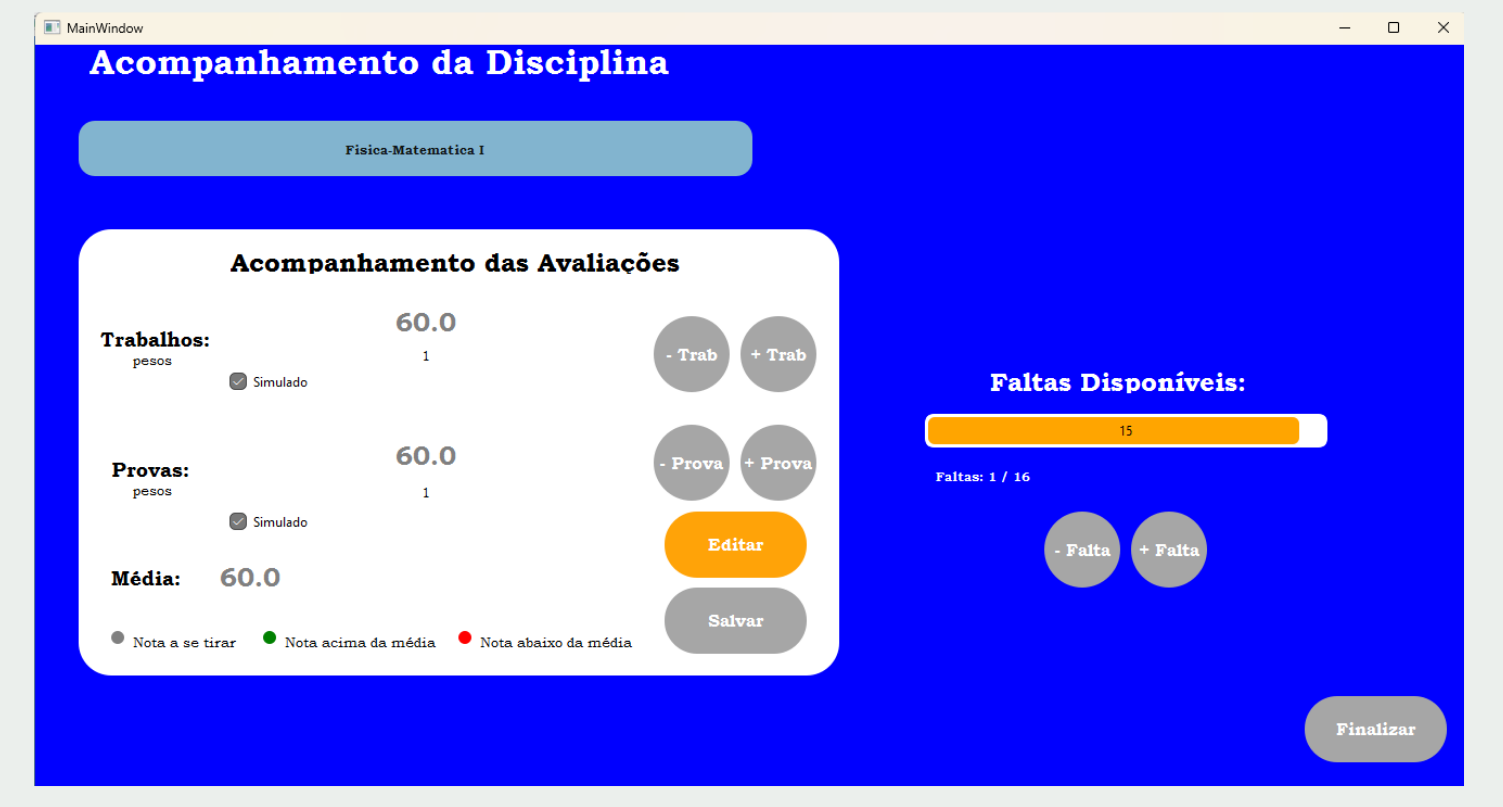 MainWindow
Acompanhamento da Disciplina
Fisica-Matematica I
Acompanhamento das Avaliações
Trabalhos:
pesos
60.0
1
Simulado
- Trab
+ Trab
Provas:
pesos
60.0
1
Simulado
- Prova
+ Prova
Editar
Média: 60.0
Salvar
Nota a se tirar
Nota acima da média
Nota abaixo da média
Faltas Disponíveis:
15
Faltas: 1 / 16
- Falta
+ Falta
Finalizar